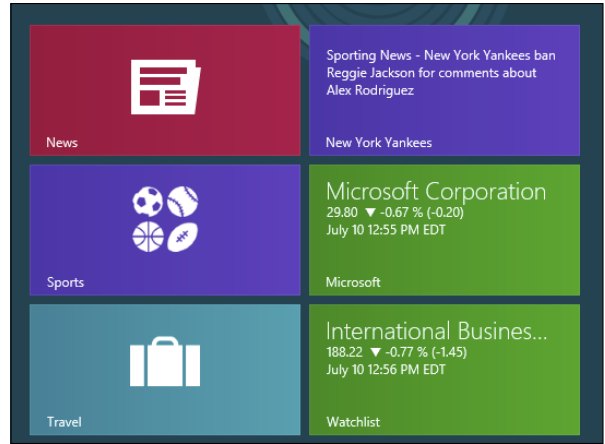 News
Sporting News - New York Yankees ban
Reggie Jackson for comments about
Alex Rodriguez
New York Yankees
Sports
Microsoft Corporation
29.80 ▼ -0.67 % (-0.20)
July 10 12:55 PM EDT
Microsoft
Travel
International Busines...
188.22 ▼ -0.77 % (-1.45)
July 10 12:56 PM EDT
Watchlist